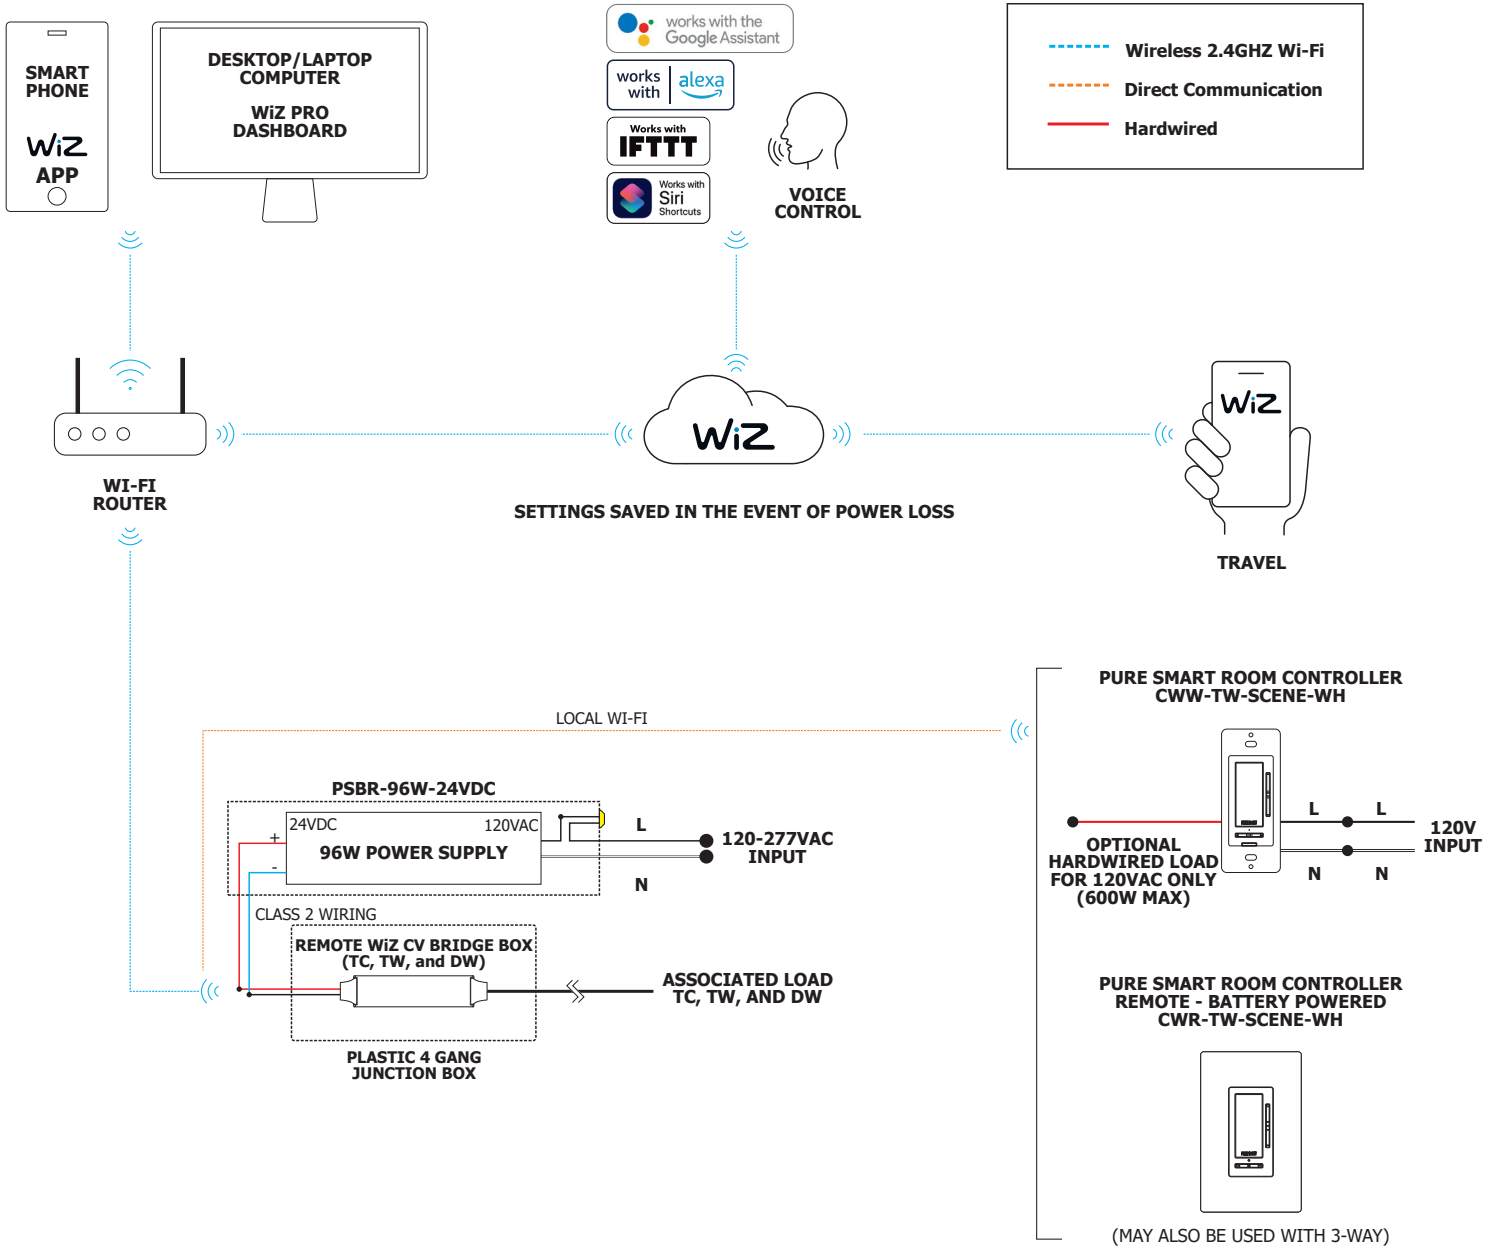 SMART
PHONE
WiZ
APP
DESKTOP/LAPTOP
COMPUTER
WiZ PRO
DASHBOARD
works with the
Google Assistant
works
with
alexa
Works with
IFTTT
Works with
Siri
Shortcuts
VOICE
CONTROL
Wireless 2.4GHZ Wi-Fi
Direct Communication
Hardwired
WI-FI
ROUTER
WiZ
SETTINGS SAVED IN THE EVENT OF POWER LOSS
WiZ
TRAVEL
LOCAL WI-FI
PSBR-96W-24VDC
24VDC
120VAC
96W POWER SUPPLY
+
-
L
N
120-277VAC
INPUT
CLASS 2 WIRING
REMOTE WiZ CV BRIDGE BOX
(TC, TW, and DW)
ASSOCIATED LOAD
TC, TW, AND DW
PLASTIC 4 GANG
JUNCTION BOX
PURE SMART ROOM CONTROLLER
CWW-TW-SCENE-WH
OPTIONAL
HARDWIRED LOAD
FOR 120VAC ONLY
(600W MAX)
L L
N N
120V
INPUT
PURE SMART ROOM CONTROLLER
REMOTE - BATTERY POWERED
CWR-TW-SCENE-WH
(MAY ALSO BE USED WITH 3-WAY)